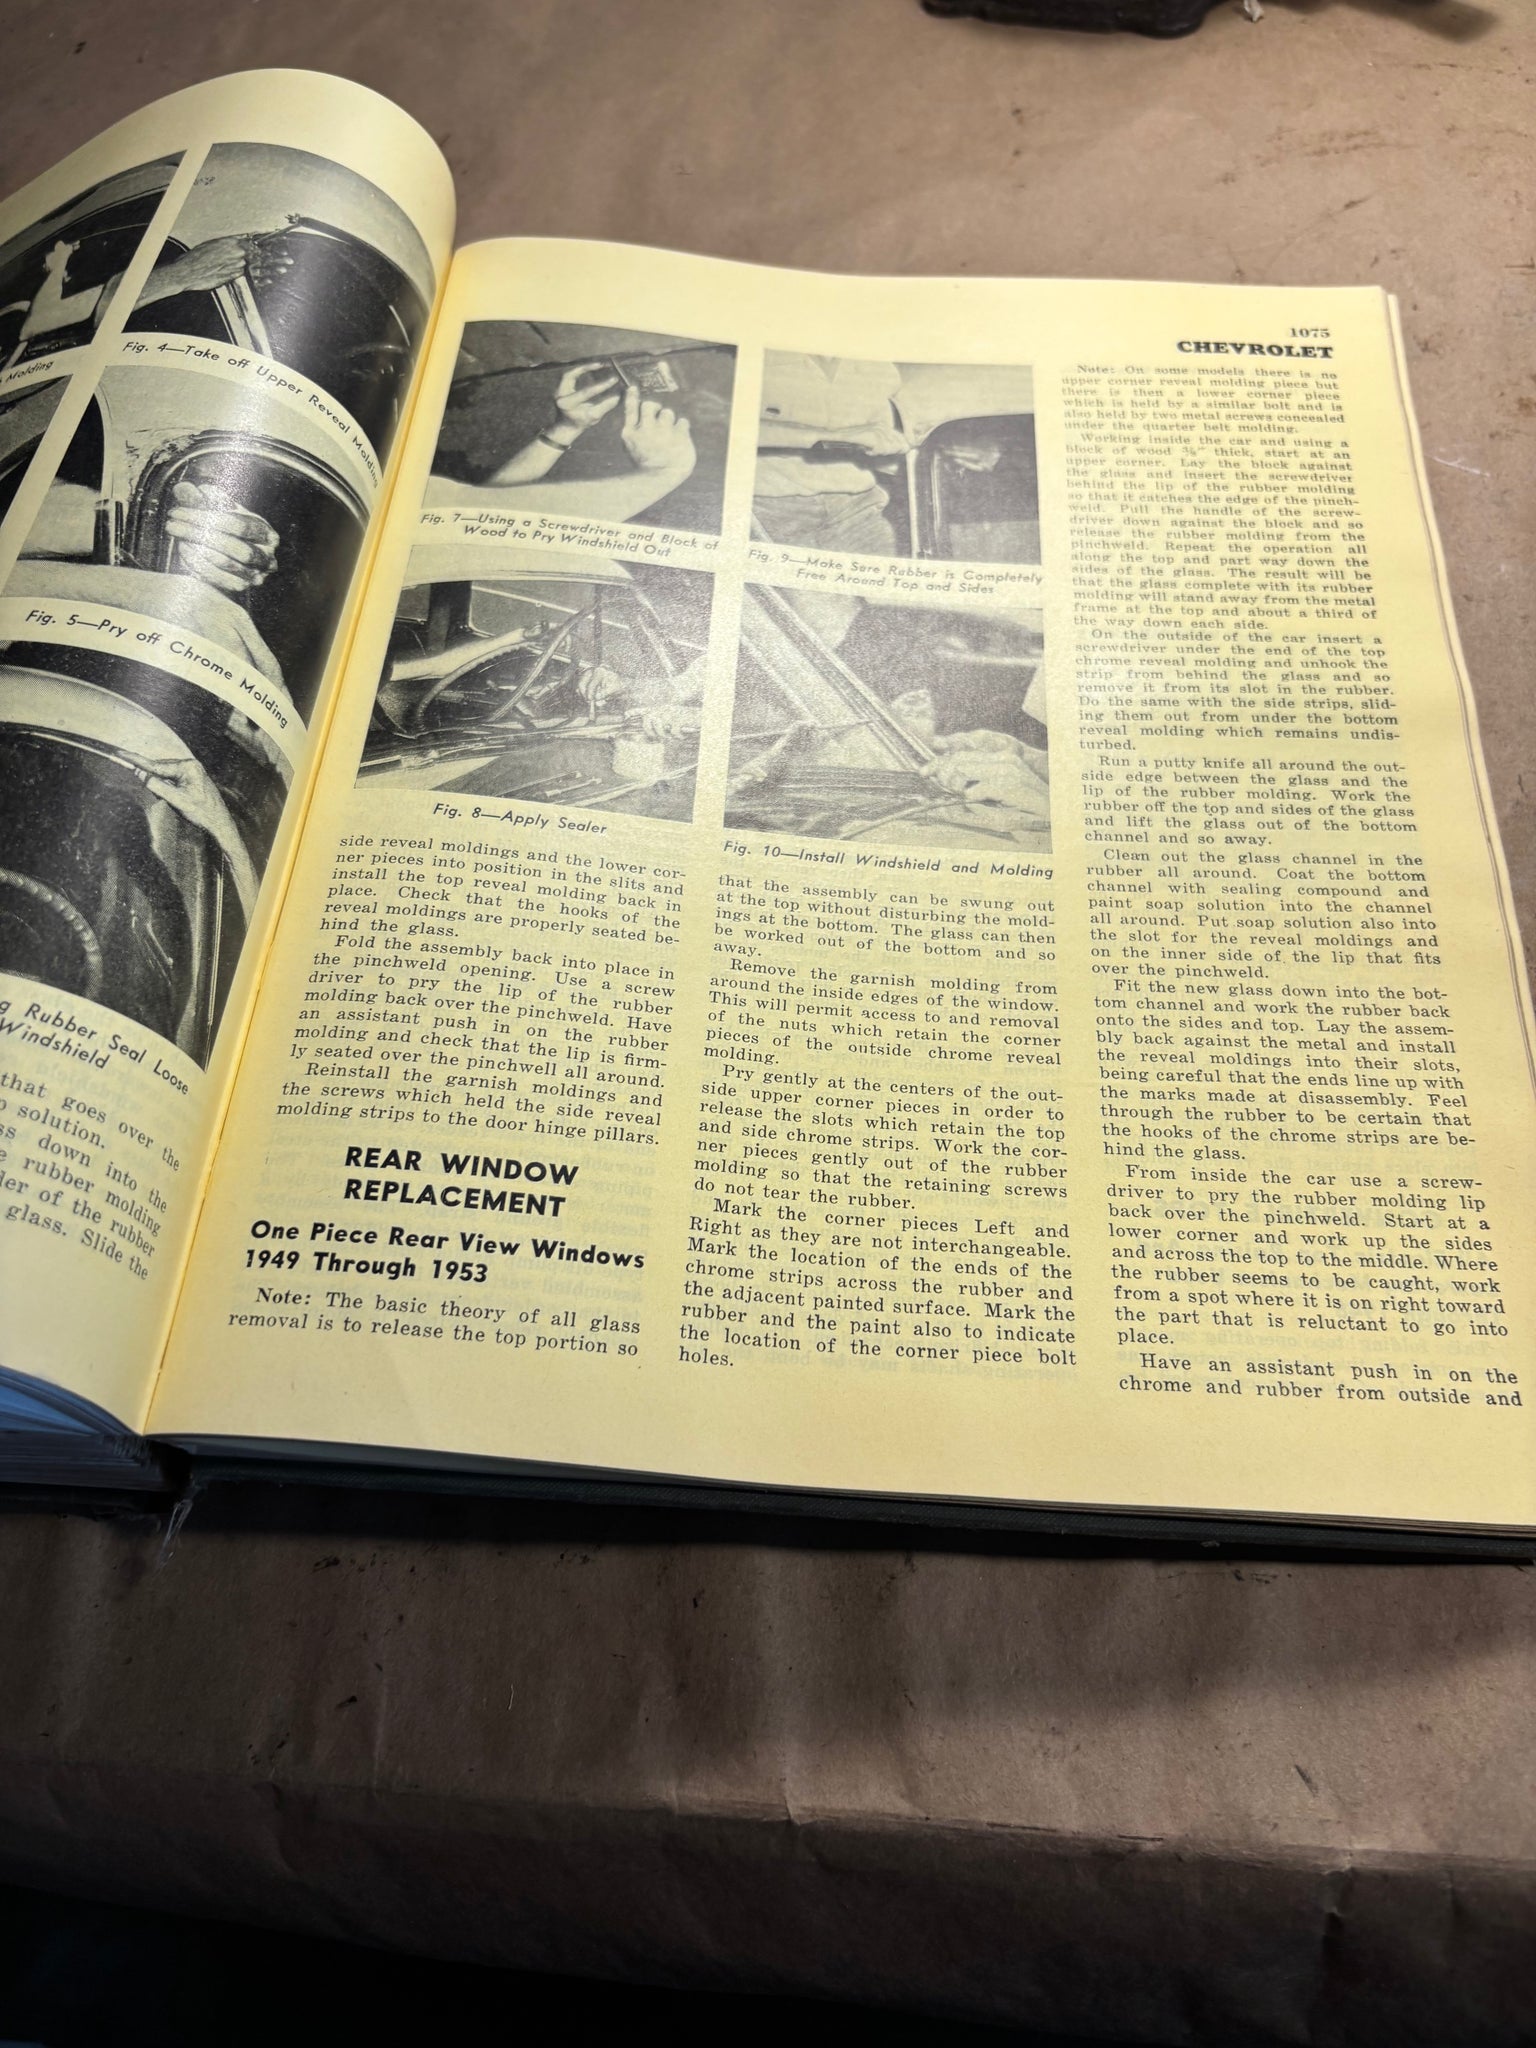 Molding
Fig. 4—Take off Upper Reveal Molding
Fig. 5—Pry off Chrome Molding
Rubber Seal Loose
Windshield
that goes over the
solution.
down into the
rubber molding
of the rubber
glass. Slide the
1075
CHEVROLET
Fig. 7—Using a Screwdriver and Block of
Wood to Pry Windshield Out
Fig. 8—Apply Sealer
side reveal moldings and the lower cor-
ner pieces into position in the slits and
install the top reveal molding back in
place. Check that the hooks of the
reveal moldings are properly seated be-
hind the glass.
Fold the assembly back into place in
the pinchweld opening. Use a screw
driver to pry the lip of the rubber
molding back over the pinchweld. Have
an assistant push in on the rubber
molding and check that the lip is firm-
ly seated over the pinchwell all around.
Reinstall the garnish moldings and
the screws which held the side reveal
molding strips to the door hinge pillars.
REAR WINDOW
REPLACEMENT
One Piece Rear View Windows
1949 Through 1953
Note: The basic theory of all glass
removal is to release the top portion so
Fig. 9—Make Sure Rubber is Completely
Free Around Top and Sides
Fig. 10—Install Windshield and Molding
that the assembly can be swung out
at the top without disturbing the mold-
ings at the bottom. The glass can then
be worked out of the bottom and so
away.
Remove the garnish molding from
around the inside edges of the window.
This will permit access to and removal
of the nuts which retain the corner
pieces of the outside chrome reveal
molding.
Pry gently at the centers of the out-
side upper corner pieces in order to
release the slots which retain the top
and side chrome strips. Work the cor-
ner pieces gently out of the rubber
molding so that the retaining screws
do not tear the rubber.
Mark the corner pieces Left and
Right as they are not interchangeable.
Mark the location of the ends of the
chrome strips across the rubber and
the adjacent painted surface. Mark the
rubber and the paint also to indicate
the location of the corner piece bolt
holes.
Note: On some models there is no
upper corner reveal molding piece but
there is then a lower corner piece
which is held by a similar bolt and is
also held by two metal screws concealed
under the quarter belt molding.
Working inside the car and using a
block of wood thick, start at an
upper corner. Lay the block against
the glass and insert the screwdriver
behind the lip of the rubber molding
so that it catches the edge of the pinch-
weld. Pull the handle of the screw-
driver down against the block and so
release the rubber molding from the
pinchweld. Repeat the operation all
along the top and part way down the
sides of the glass. The result will be
that the glass complete with its rubber
molding will stand away from the metal
frame at the top and about a third of
the way down each side.
On the outside of the car insert a
screwdriver under the end of the top
chrome reveal molding and unhook the
strip from behind the glass and so
remove it from its slot in the rubber.
Do the same with the side strips, slid-
ing them out from under the bottom
reveal molding which remains undis-
turbed.
Run a putty knife all around the out-
side edge between the glass and the
lip of the rubber molding. Work the
rubber off the top and sides of the glass
and lift the glass out of the bottom
channel and so away.
Clean out the glass channel in the
rubber all around. Coat the bottom
channel with sealing compound and
paint soap solution into the channel
all around. Put soap solution also into
the slot for the reveal moldings and
on the inner side of the lip that fits
over the pinchweld.
Fit the new glass down into the bot-
tom channel and work the rubber back
onto the sides and top. Lay the assem-
bly back against the metal and install
the reveal moldings into their slots,
being careful that the ends line up with
the marks made at disassembly. Feel
through the rubber to be certain that
the hooks of the chrome strips are be-
hind the glass.
From inside the car use a screw-
driver to pry the rubber molding lip
back over the pinchweld. Start at a
lower corner and work up the sides
and across the top to the middle. Where
the rubber seems to be caught, work
from a spot where it is on right toward
the part that is reluctant to go into
place.
Have an assistant push in on the
chrome and rubber from outside and